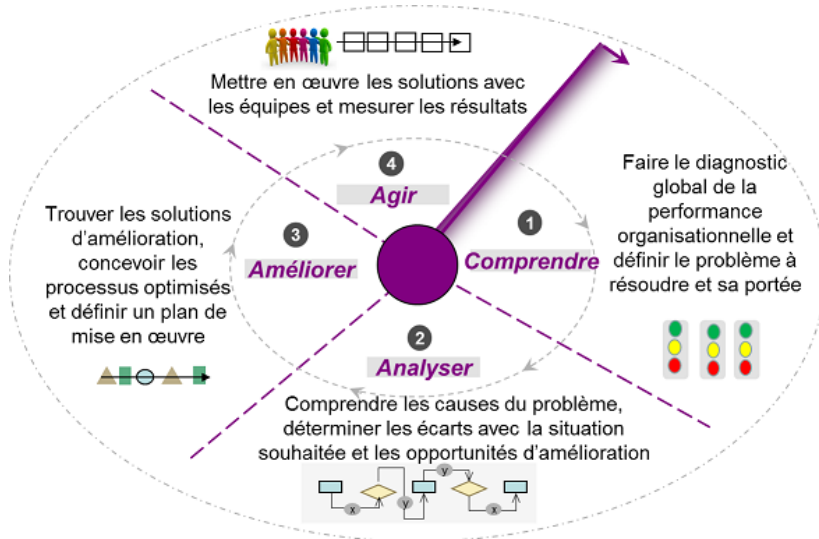 Mettre en œuvre les solutions avec
les équipes et mesurer les résultats
4
Agir
1
Comprendre
Faire le diagnostic
global de la
performance
organisationnelle et
définir le problème à
résoudre et sa portée
3
Améliorer
Trouver les solutions
d'amélioration,
concevoir les
processus optimisés
et définir un plan de
mise en œuvre
2
Analyser
Comprendre les causes du problème,
déterminer les écarts avec la situation
souhaitée et les opportunités d'amélioration
x
y
y
x